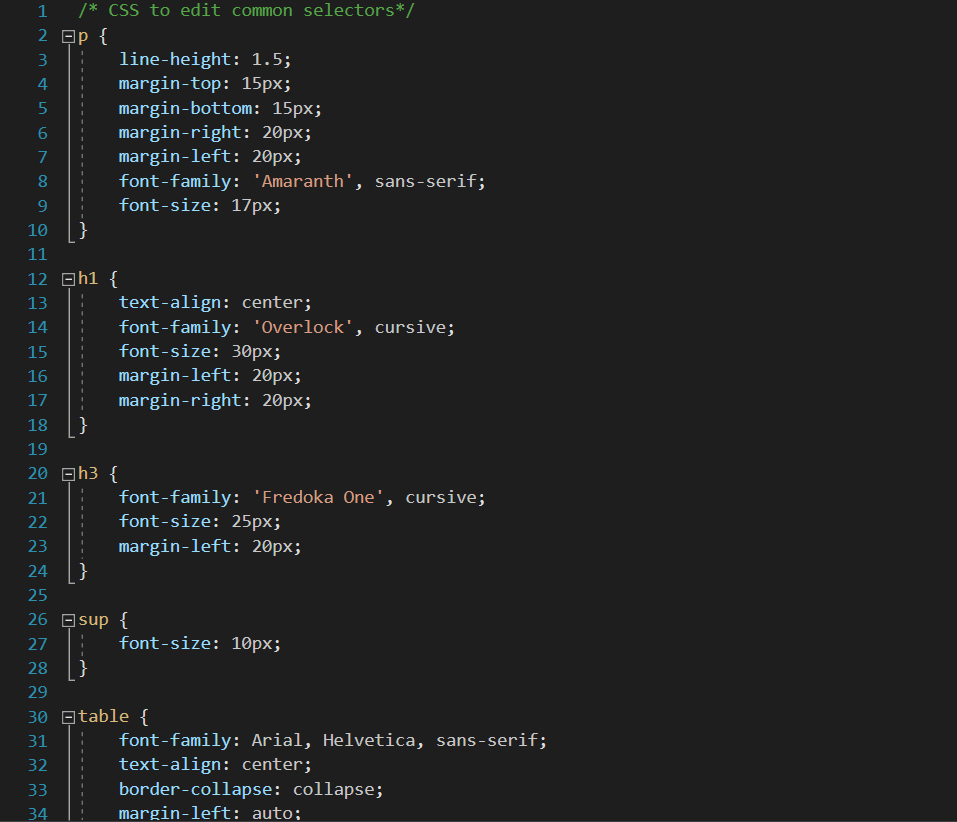 1 /* CSS to edit common selectors*/
2 p {
3 line-height: 1.5;
4 margin-top: 15px;
5 margin-bottom: 15px;
6 margin-right: 20px;
7 margin-left: 20px;
8 font-family: 'Amaranth', sans-serif;
9 font-size: 17px;
10 }
11
12 h1 {
13 text-align: center;
14 font-family: 'Overlock', cursive;
15 font-size: 30px;
16 margin-left: 20px;
17 margin-right: 20px;
18 }
19
20 h3 {
21 font-family: 'Fredoka One', cursive;
22 font-size: 25px;
23 margin-left: 20px;
24 }
25
26 sup {
27 font-size: 10px;
28 }
29
30 table {
31 font-family: Arial, Helvetica, sans-serif;
32 text-align: center;
33 border-collapse: collapse;
34 margin-left: auto;